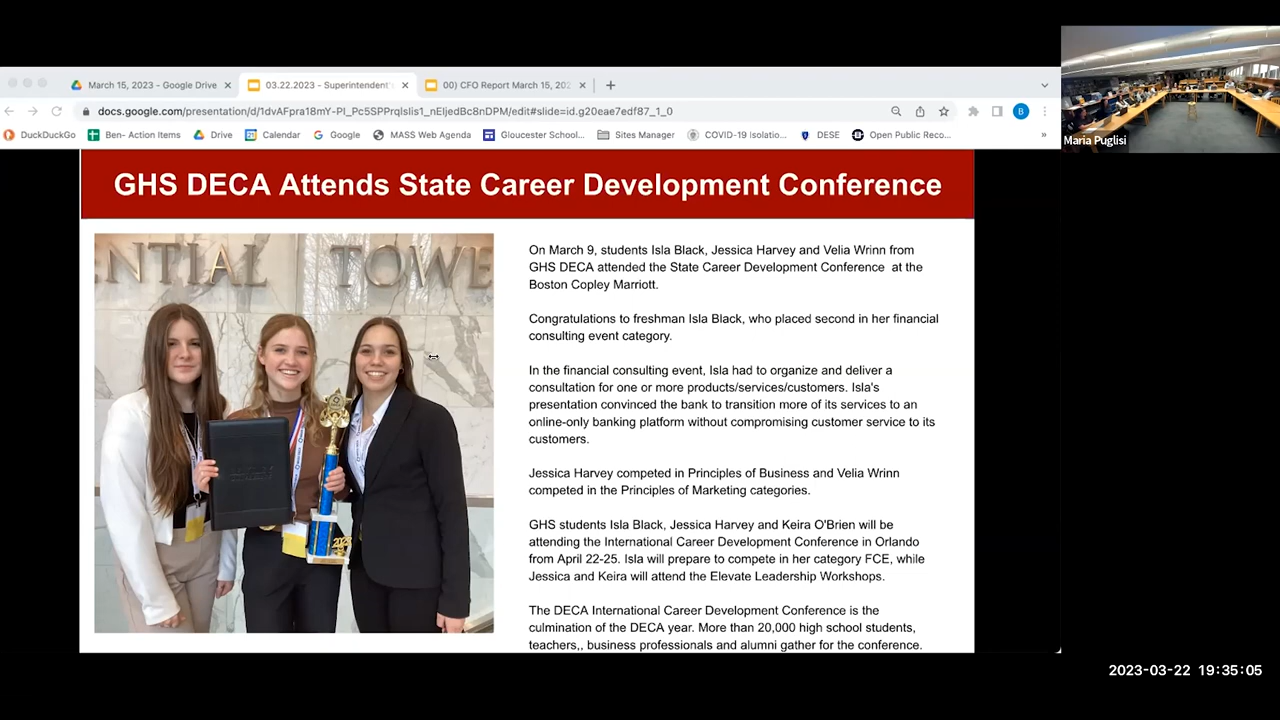 March 15, 2023 - Google Drive
03.22.2023 - Superintendent'
00) CFO Report March 15, 202
docs.google.com/presentation/d/1dvAFpra18mY-PI_Pc5SPPrqlslis1_nEljedBc8nDPM/edit#slide=id.g20eae7edf87_1_0
B
DuckDuckGo
Ben- Action Items
Drive
Calendar
Google
MASS Web Agenda
Gloucester School...
Sites Manager
COVID-19 Isolatio...
DESE
Open Public Reco...
»
Maria Puglisi
GHS DECA Attends State Career Development Conference
ENTIAL TOWE
On March 9, students Isla Black, Jessica Harvey and Velia Wrinn from
GHS DECA attended the State Career Development Conference at the
Boston Copley Marriott.
Congratulations to freshman Isla Black, who placed second in her financial
consulting event category.
In the financial consulting event, Isla had to organize and deliver a
consultation for one or more products/services/customers. Isla's
presentation convinced the bank to transition more of its services to an
online-only banking platform without compromising customer service to its
customers.
Jessica Harvey competed in Principles of Business and Velia Wrinn
competed in the Principles of Marketing categories.
GHS students Isla Black, Jessica Harvey and Keira O'Brien will be
attending the International Career Development Conference in Orlando
from April 22-25. Isla will prepare to compete in her category FCE, while
Jessica and Keira will attend the Elevate Leadership Workshops.
The DECA International Career Development Conference is the
culmination of the DECA year. More than 20,000 high school students,
teachers,, business professionals and alumni gather for the conference.
2023-03-22 19:35:05